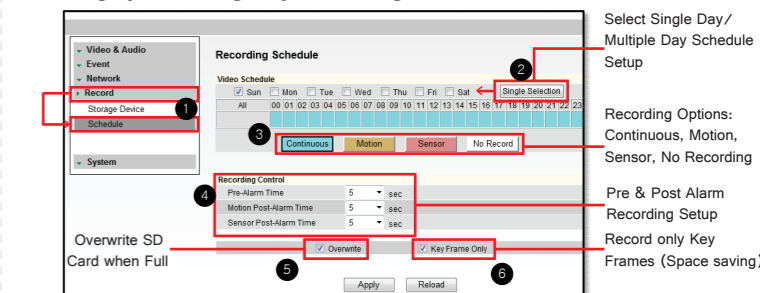 Select Single Day/
Multiple Day Schedule
Setup
Video & Audio
Event
Network
Record
Storage Device
Schedule
System
1
Recording Schedule
2
Video Schedule
Sun Mon Tue Wed Thu Fri Sat Single Selection
All 00 01 02 03 04 05 06 07 08 09 10 11 12 13 14 15 16 17 18 19 20 21 22 23
3
Continuous Motion Sensor No Record
Recording Options:
Continuous, Motion,
Sensor, No Recording
4
Recording Control
Pre-Alarm Time 5 sec
Motion Post-Alarm Time 5 sec
Sensor Post-Alarm Time 5 sec
Pre & Post Alarm
Recording Setup
Overwrite SD
Card when Full
Overwrite Key Frame Only
5
6
Record only Key
Frames (Space saving)
Apply Reload